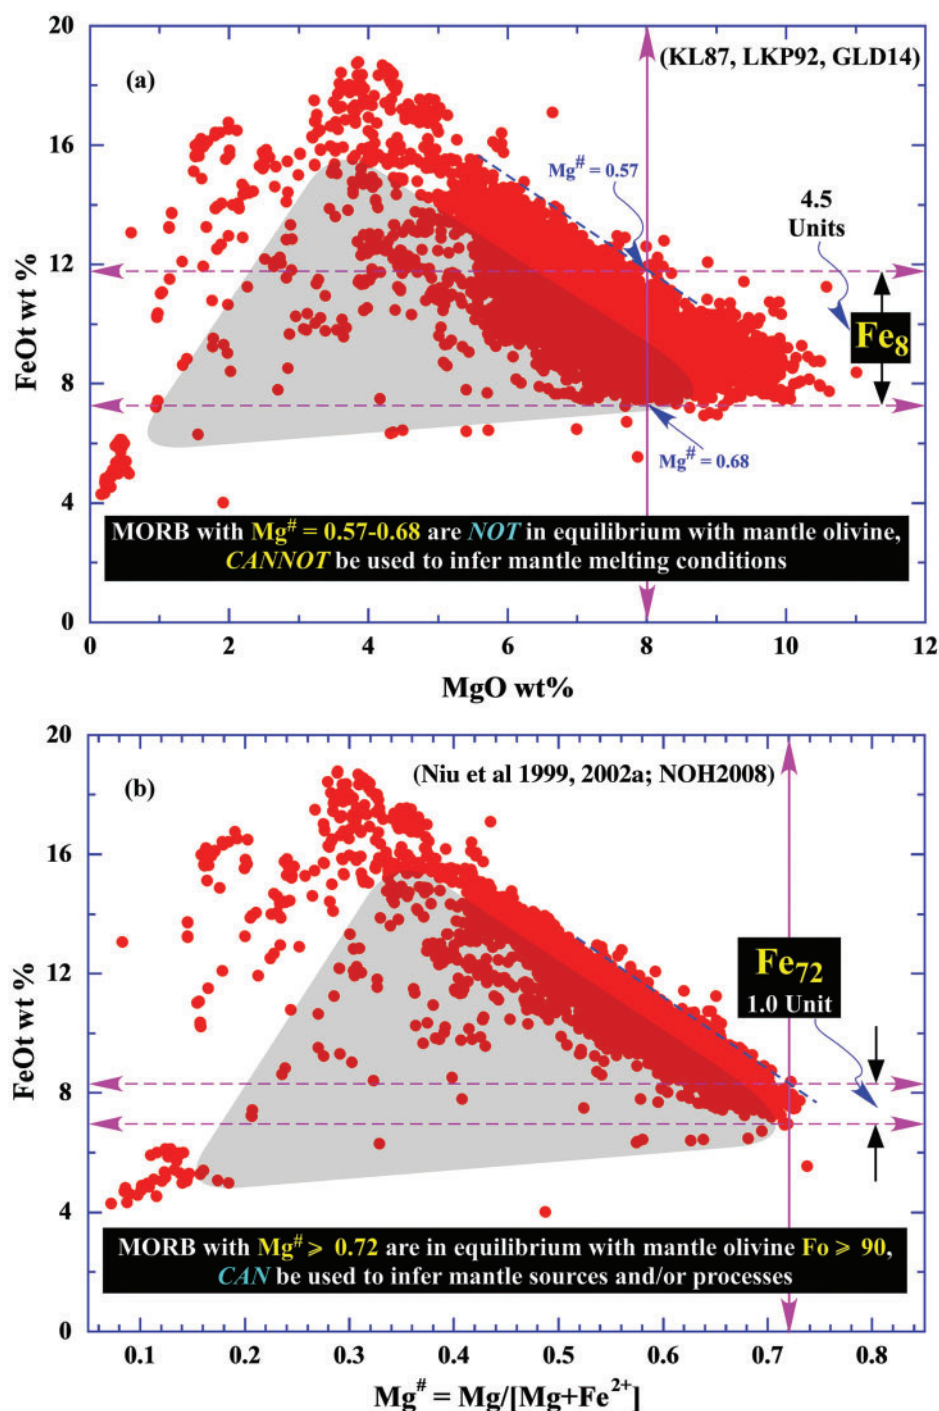 20
(a)
(KL87, LKP92, GLD14)
16
Mg# = 0.57
4.5
Units
12
FeOt wt %
Fe8
8
Mg# = 0.68
4
MORB with Mg# = 0.57-0.68 are NOT in equilibrium with mantle olivine,
CANNOT be used to infer mantle melting conditions
0
0 2 4 6 8 10 12
MgO wt%
20
(b)
(Niu et al 1999, 2002a; NOH2008)
16
12
Fe72
1.0 Unit
FeOt wt %
8
4
MORB with Mg# ⩾ 0.72 are in equilibrium with mantle olivine Fo ⩾ 90,
CAN be used to infer mantle sources and/or processes
0
0.1 0.2 0.3 0.4 0.5 0.6 0.7 0.8
Mg# = Mg/[Mg+Fe2+]